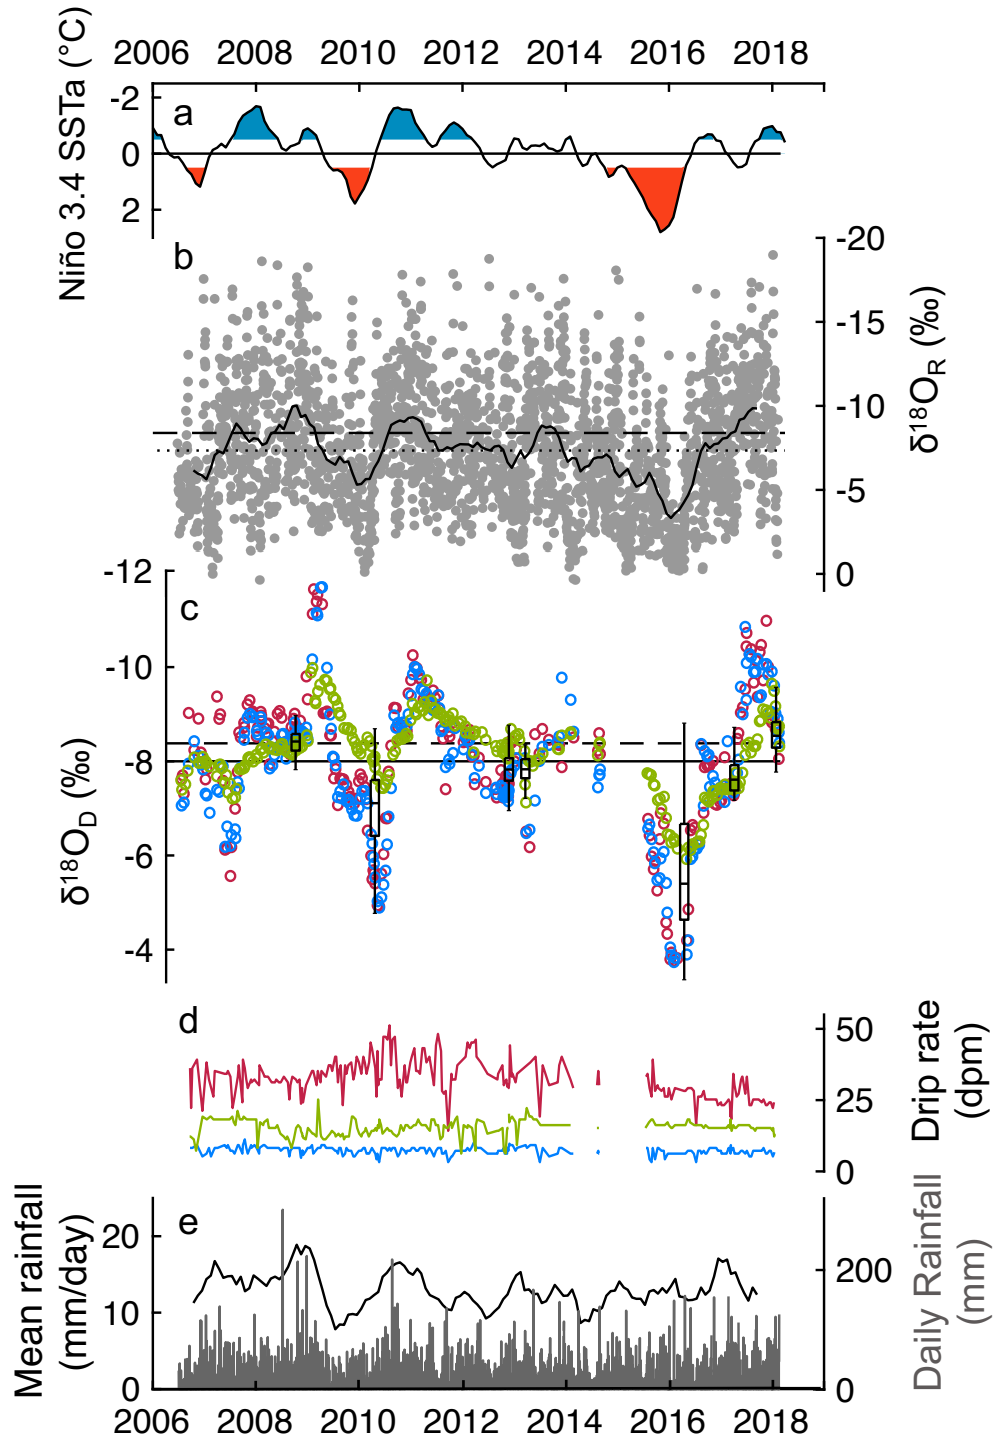 2006 2008 2010 2012 2014 2016 2018
Niño 3.4 SSTa (°C)
-2
0
2
a
b
-20
-15
-10
-5
0
δ¹⁸O_R (‰)
c
-12
-10
-8
-6
-4
δ¹⁸O_D (‰)
d
50
25
0
Drip rate
(dpm)
e
Mean rainfall
(mm/day)
20
10
0
200
0
Daily Rainfall
(mm)
2006 2008 2010 2012 2014 2016 2018